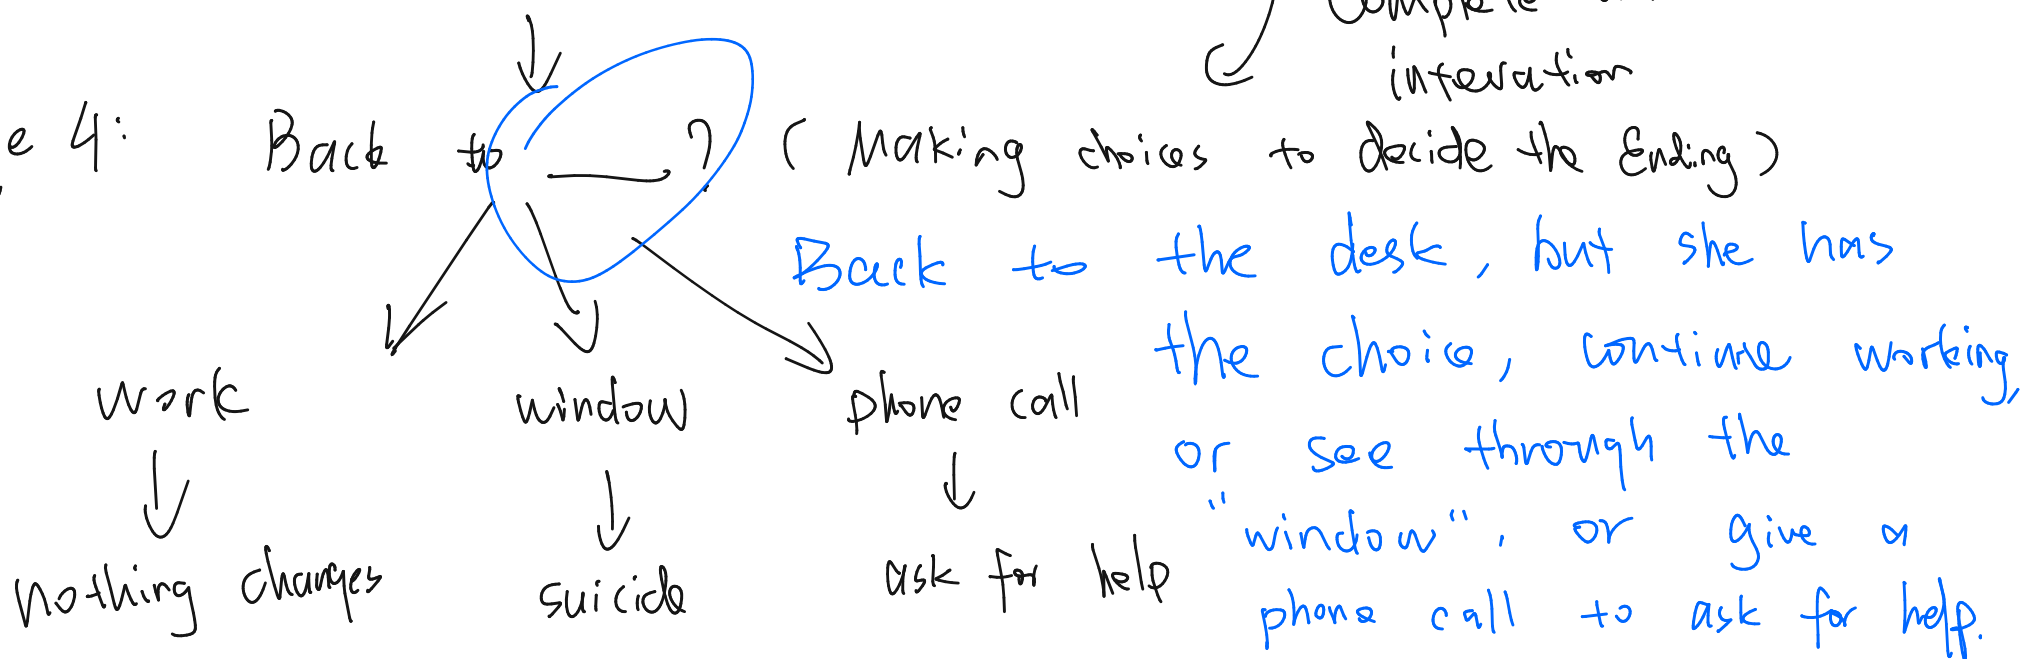 interation
e 4: Back to ___? (Making choices to decide the Ending)
Back to the desk, but she has
the choice, continue working,
or see through the
"window", or give a
phone call to ask for help.
work window phone call
nothing changes suicide ask for help